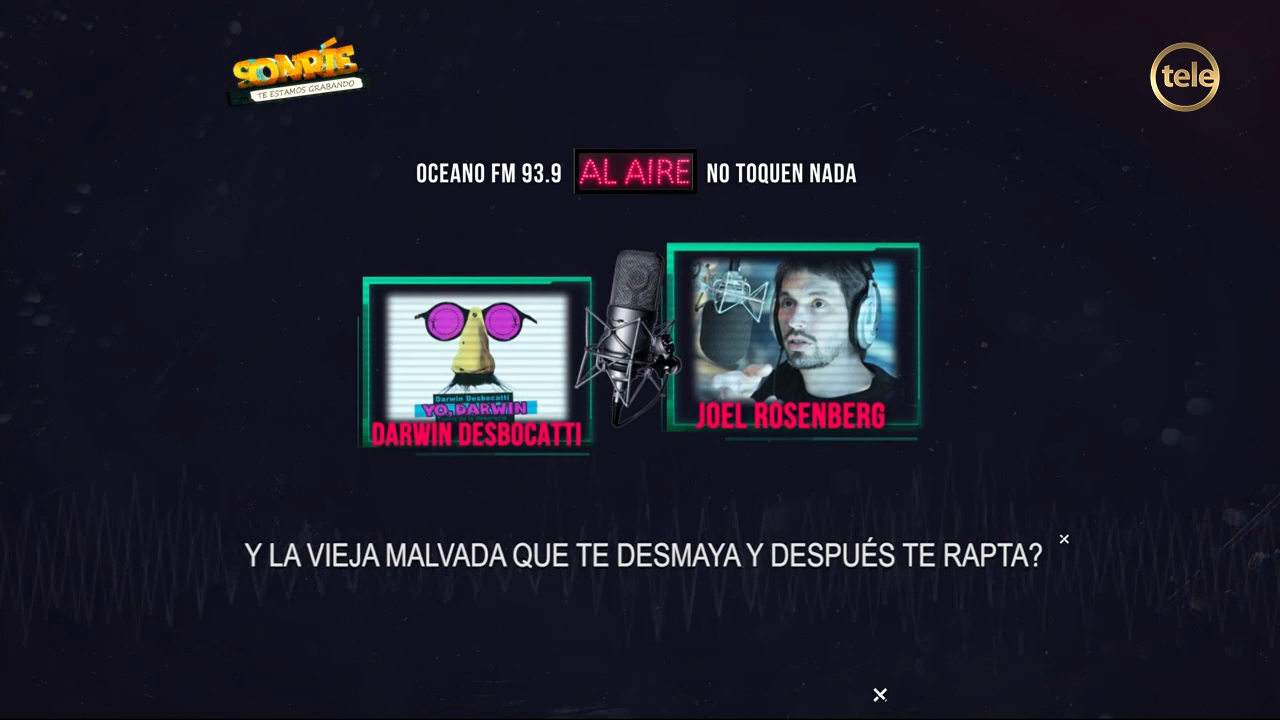 SONRÍE
TE ESTAMOS GRABANDO
tele
OCEANO FM 93.9 AL AIRE NO TOQUEN NADA
Darwin Desbocatti
YO, DARWIN
DARWIN DESBOCATTI
JOEL ROSENBERG
Y LA VIEJA MALVADA QUE TE DESMAYA Y DESPUÉS TE RAPTA?